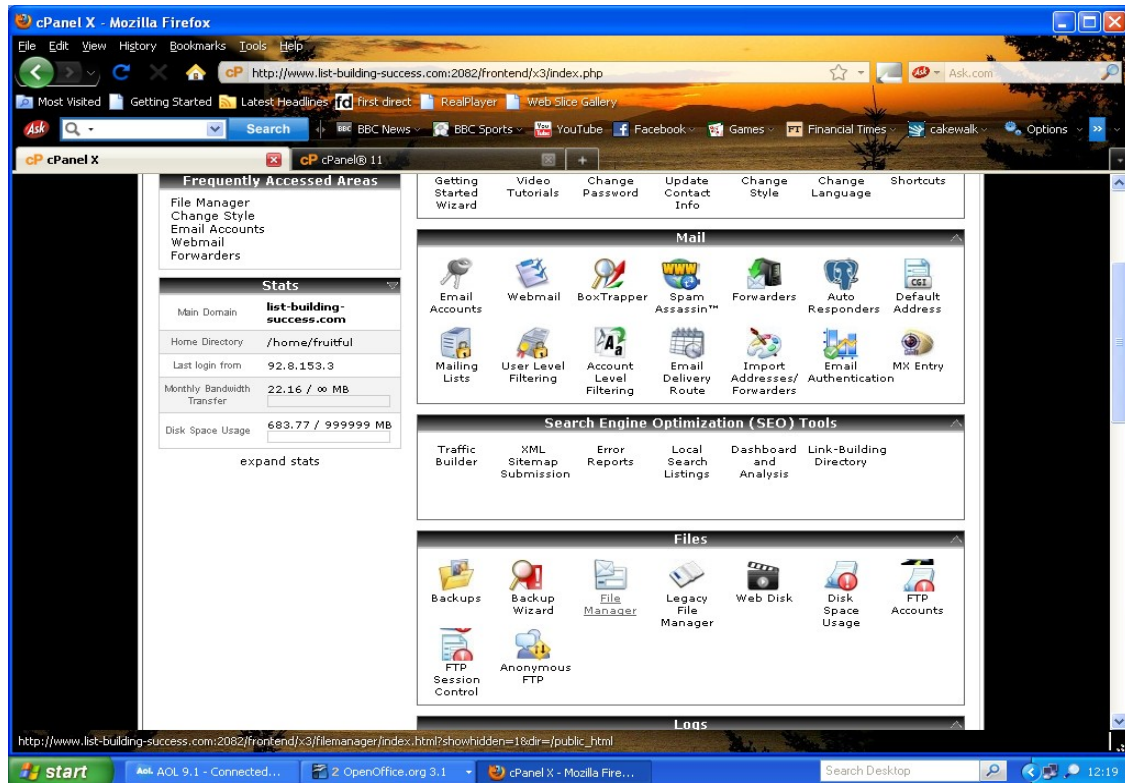 cPanel X - Mozilla Firefox
File Edit View History Bookmarks Tools Help
cP http://www.list-building-success.com:2082/frontend/x3/index.php Ask.com
Most Visited Getting Started Latest Headlines fd first direct RealPlayer Web Slice Gallery
Ask Search BBC BBC News BBC Sports YouTube Facebook Games FT Financial Times cakewalk Options »
cP cPanel X cP cPanel® 11
Frequently Accessed Areas
File Manager
Change Style
Email Accounts
Webmail
Forwarders
Stats
Main Domain list-building-
success.com
Home Directory /home/fruitful
Last login from 92.8.153.3
Monthly Bandwidth
Transfer 22.16 / ∞ MB
Disk Space Usage 683.77 / 999999 MB
expand stats
Getting Video Change Update Change Change Shortcuts
Started Tutorials Password Contact Style Language
Wizard Info
Mail
Email Webmail BoxTrapper Spam Forwarders Auto Default
Accounts Assassin™ Responders Address
Mailing User Level Account Email Import Email MX Entry
Lists Filtering Level Delivery Addresses/ Authentication
Filtering Route Forwarders
Search Engine Optimization (SEO) Tools
Traffic XML Error Local Dashboard Link-Building
Builder Sitemap Reports Search and Directory
Submission Listings Analysis
Files
Backups Backup File Legacy Web Disk Disk FTP
Wizard Manager File Space Accounts
Manager Usage
FTP Anonymous
Session FTP
Control
Logs
http://www.list-building-success.com:2082/frontend/x3/filemanager/index.html?showhidden=1&dir=/public_html
start AOL 9.1 - Connected... 2 OpenOffice.org 3.1 cPanel X - Mozilla Fire... Search Desktop 12:19